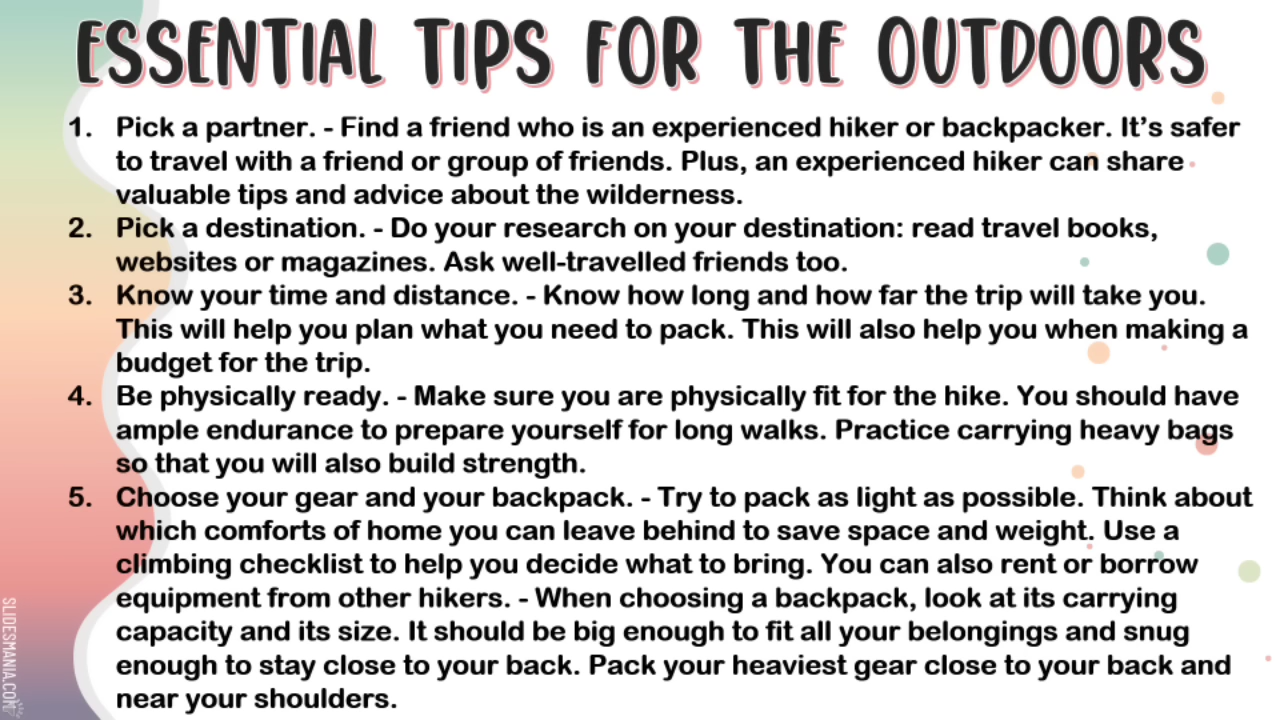 ESSENTIAL TIPS FOR THE OUTDOORS
1. Pick a partner. - Find a friend who is an experienced hiker or backpacker. It’s safer
to travel with a friend or group of friends. Plus, an experienced hiker can share
valuable tips and advice about the wilderness.
2. Pick a destination. - Do your research on your destination: read travel books,
websites or magazines. Ask well-travelled friends too.
3. Know your time and distance. - Know how long and how far the trip will take you.
This will help you plan what you need to pack. This will also help you when making a
budget for the trip.
4. Be physically ready. - Make sure you are physically fit for the hike. You should have
ample endurance to prepare yourself for long walks. Practice carrying heavy bags
so that you will also build strength.
5. Choose your gear and your backpack. - Try to pack as light as possible. Think about
which comforts of home you can leave behind to save space and weight. Use a
climbing checklist to help you decide what to bring. You can also rent or borrow
equipment from other hikers. - When choosing a backpack, look at its carrying
capacity and its size. It should be big enough to fit all your belongings and snug
enough to stay close to your back. Pack your heaviest gear close to your back and
near your shoulders.
SLIDESMANIA.COM